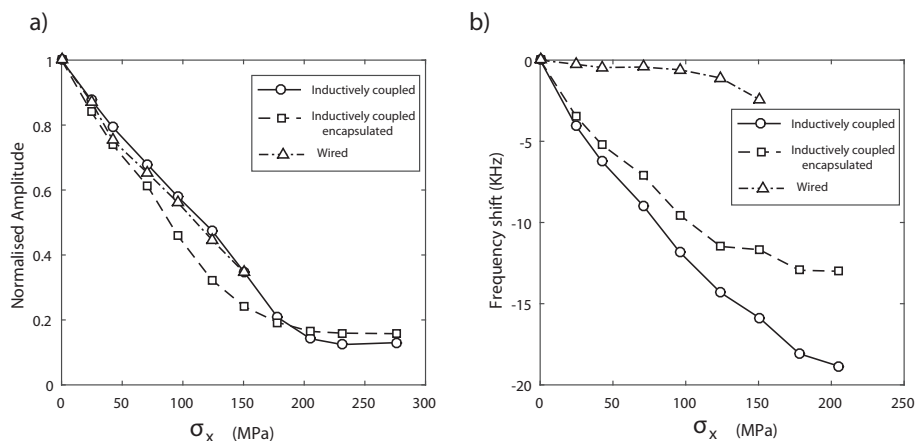 a)
1
0.8
0.6
0.4
0.2
0
0
50
100
150
200
250
300
Normalised Amplitude
σx (MPa)
Inductively coupled
Inductively coupled
encapsulated
Wired
b)
0
-5
-10
-15
-20
0
50
100
150
200
250
Frequency shift (KHz)
σx (MPa)
Inductively coupled
Inductively coupled
encapsulated
Wired